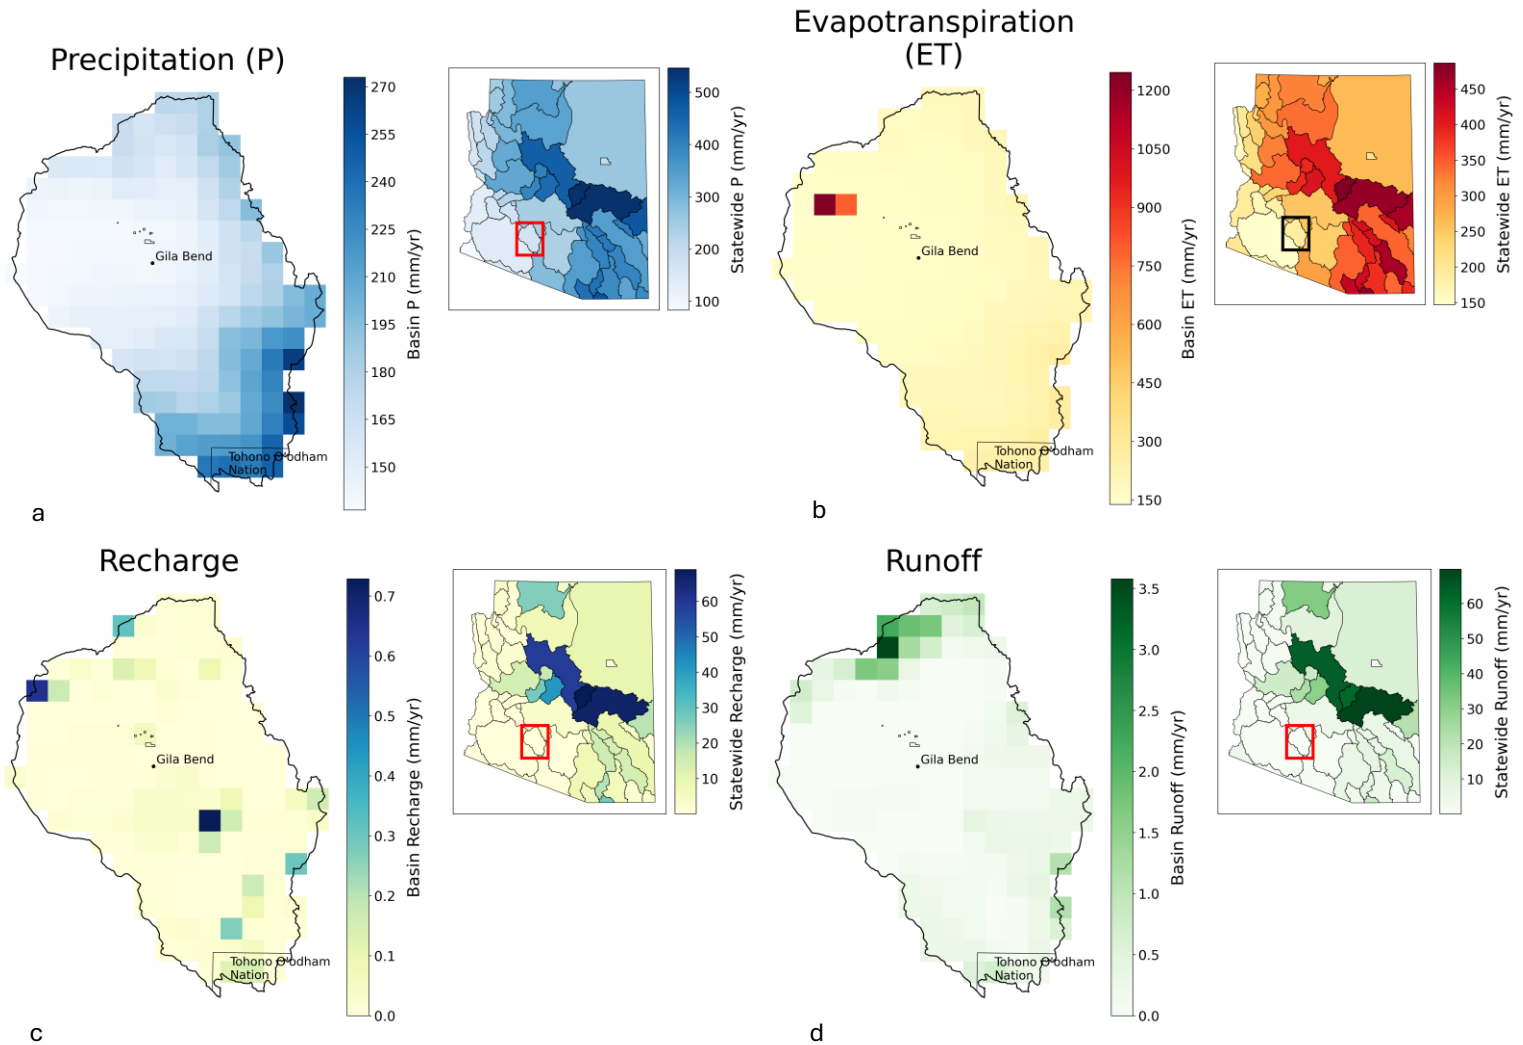 Precipitation (P)
270
255
240
225
210
195
180
165
150
Basin P (mm/yr)
Gila Bend
Tohono O'odham
Nation
500
400
300
200
100
Statewide P (mm/yr)
a
Evapotranspiration
(ET)
1200
1050
900
750
600
450
300
150
Basin ET (mm/yr)
Gila Bend
Tohono O'odham
Nation
450
400
350
300
250
200
150
Statewide ET (mm/yr)
b
Recharge
0.7
0.6
0.5
0.4
0.3
0.2
0.1
0.0
Basin Recharge (mm/yr)
Gila Bend
Tohono O'odham
Nation
60
50
40
30
20
10
Statewide Recharge (mm/yr)
c
Runoff
3.5
3.0
2.5
2.0
1.5
1.0
0.5
0.0
Basin Runoff (mm/yr)
Gila Bend
Tohono O'odham
Nation
60
50
40
30
20
10
Statewide Runoff (mm/yr)
d